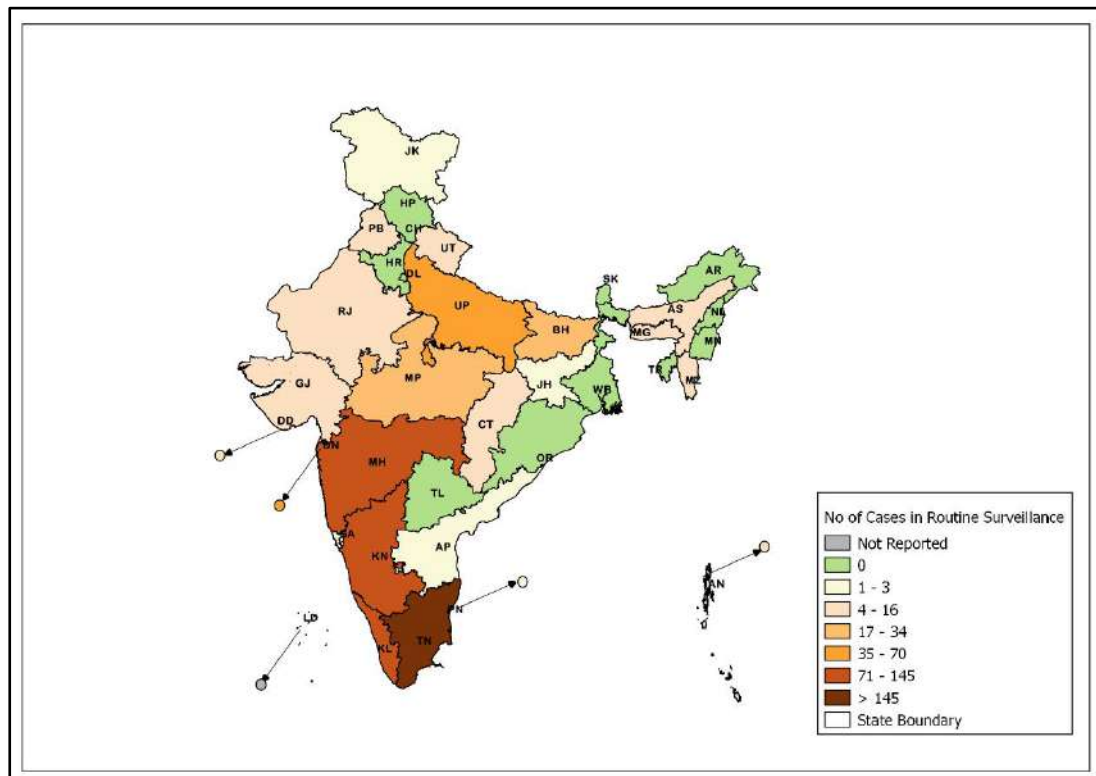 JK
HP
PB
CH
UT
HR
DL
SK
AR
RJ
UP
AS
NL
BH
MG
MN
GJ
MP
JH
TR
MZ
WB
CT
DD
OR
MH
TL
KN
AP
AN
LD
TN
KL
No of Cases in Routine Surveillance
Not Reported
0
1 - 3
4 - 16
17 - 34
35 - 70
71 - 145
> 145
State Boundary